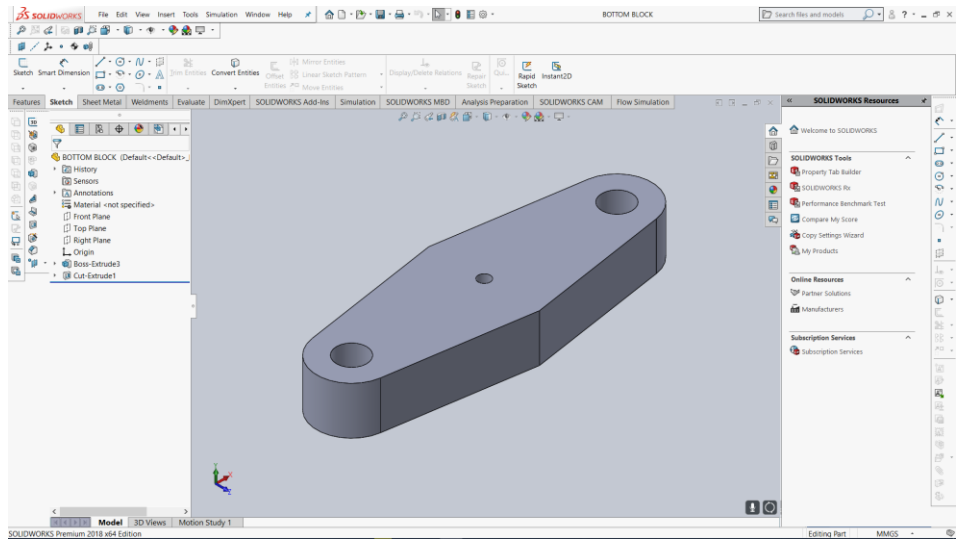 SOLIDWORKS File Edit View Insert Tools Simulation Window Help BOTTOM BLOCK Search files and models
Sketch Smart Dimension Trim Entities Convert Entities Offset Entities Mirror Entities Linear Sketch Pattern Move Entities Display/Delete Relations Repair Sketch Qui... Rapid Sketch Instant2D
Features Sketch Sheet Metal Weldments Evaluate DimXpert SOLIDWORKS Add-Ins Simulation SOLIDWORKS MBD Analysis Preparation SOLIDWORKS CAM Flow Simulation
BOTTOM BLOCK (Default<<Default>_
History
Sensors
Annotations
Material <not specified>
Front Plane
Top Plane
Right Plane
Origin
Boss-Extrude3
Cut-Extrude1
SOLIDWORKS Resources
Welcome to SOLIDWORKS
SOLIDWORKS Tools
Property Tab Builder
SOLIDWORKS Rx
Performance Benchmark Test
Compare My Score
Copy Settings Wizard
My Products
Online Resources
Partner Solutions
Manufacturers
Subscription Services
Subscription Services
Model 3D Views Motion Study 1
SOLIDWORKS Premium 2018 x64 Edition Editing Part MMGS